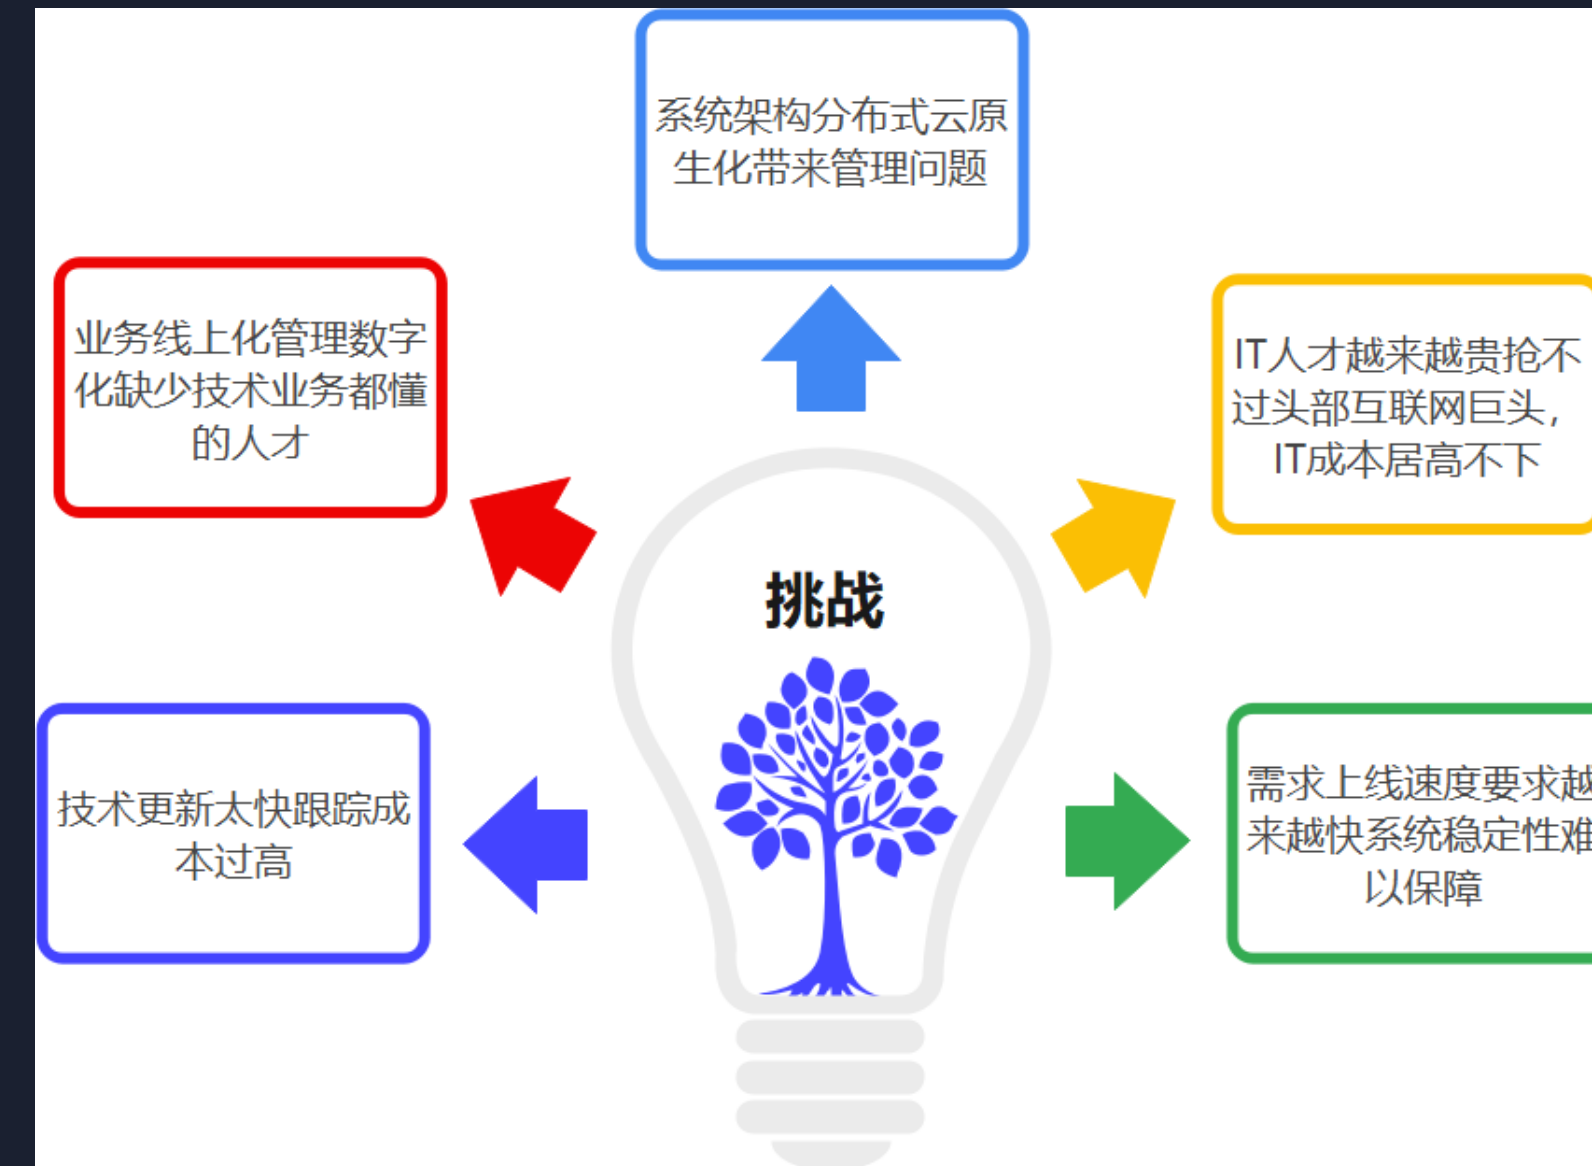 系统架构分布式云原
生化带来管理问题
业务线上化管理数字
化缺少技术业务都懂
的人才
IT人才越来越贵抢不
过头部互联网巨头，
IT成本居高不下
挑战
技术更新太快跟踪成
本过高
需求上线速度要求越
来越快系统稳定性难
以保障